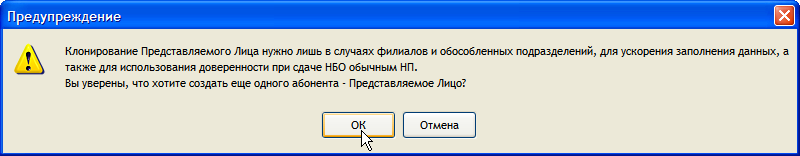 Предупреждение
Клонирование Представляемого Лица нужно лишь в случаях филиалов и обособленных подразделений, для ускорения заполнения данных, а
также для использования доверенности при сдаче НБО обычным НП.
Вы уверены, что хотите создать еще одного абонента - Представляемое Лицо?
ОК Отмена